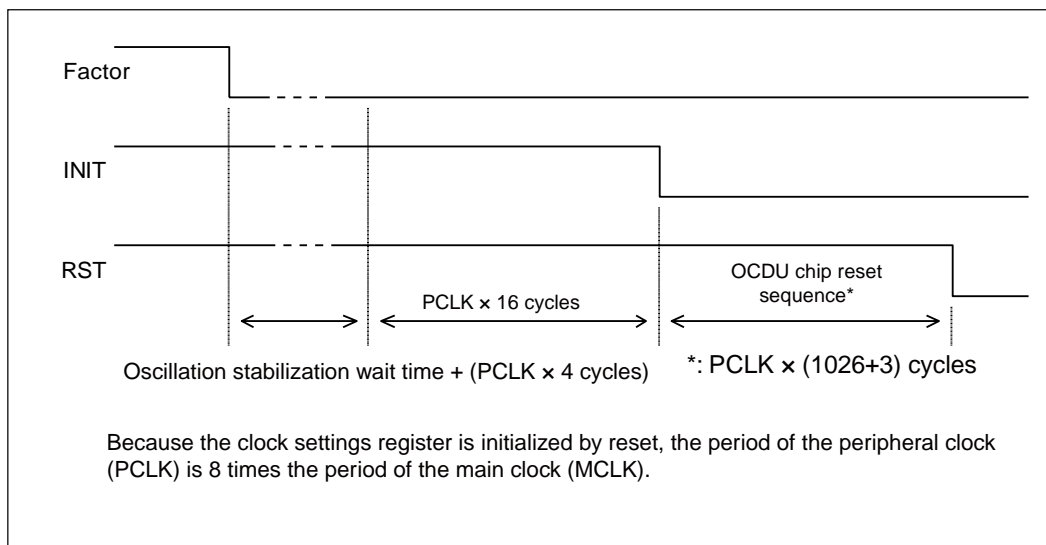 Factor
INIT
RST
OCDU chip reset
sequence*
PCLK × 16 cycles
Oscillation stabilization wait time + (PCLK × 4 cycles)
*: PCLK × (1026+3) cycles
Because the clock settings register is initialized by reset, the period of the peripheral clock
(PCLK) is 8 times the period of the main clock (MCLK).